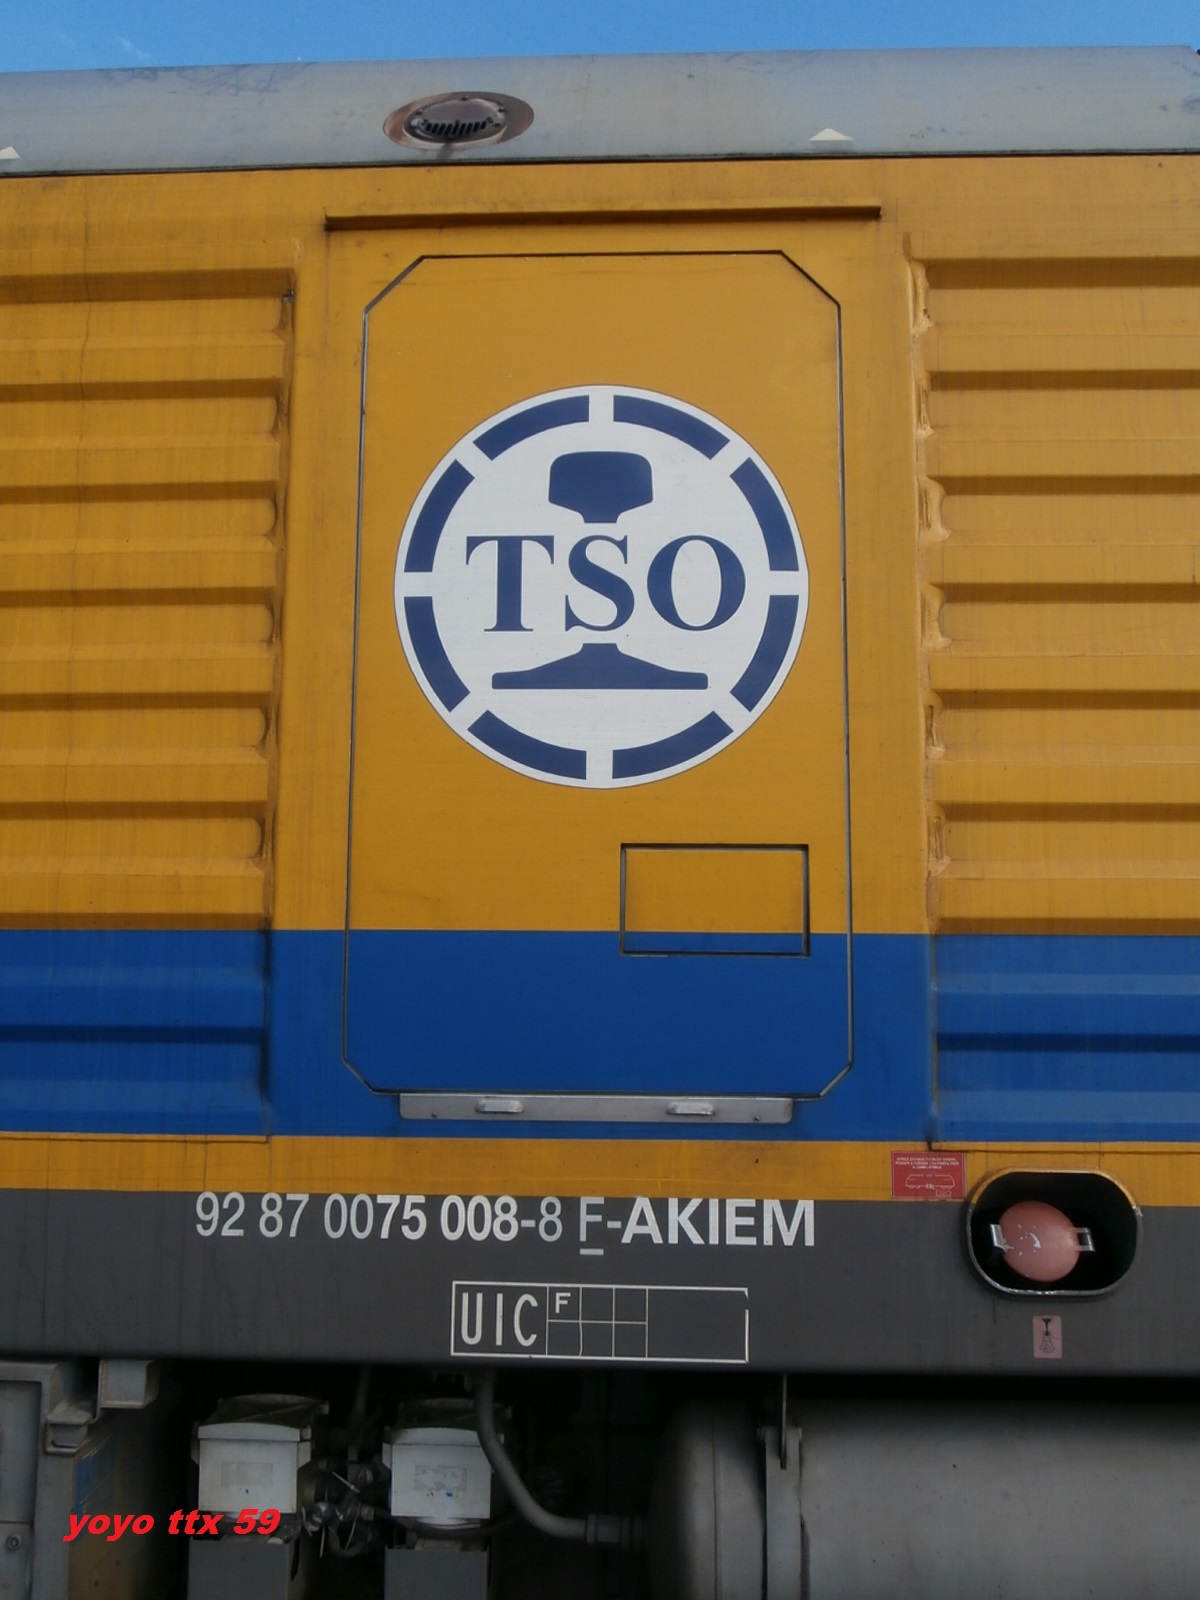 TSO
92 87 0075 008-8 F-AKIEM
UIC F
yoyo ttx 59